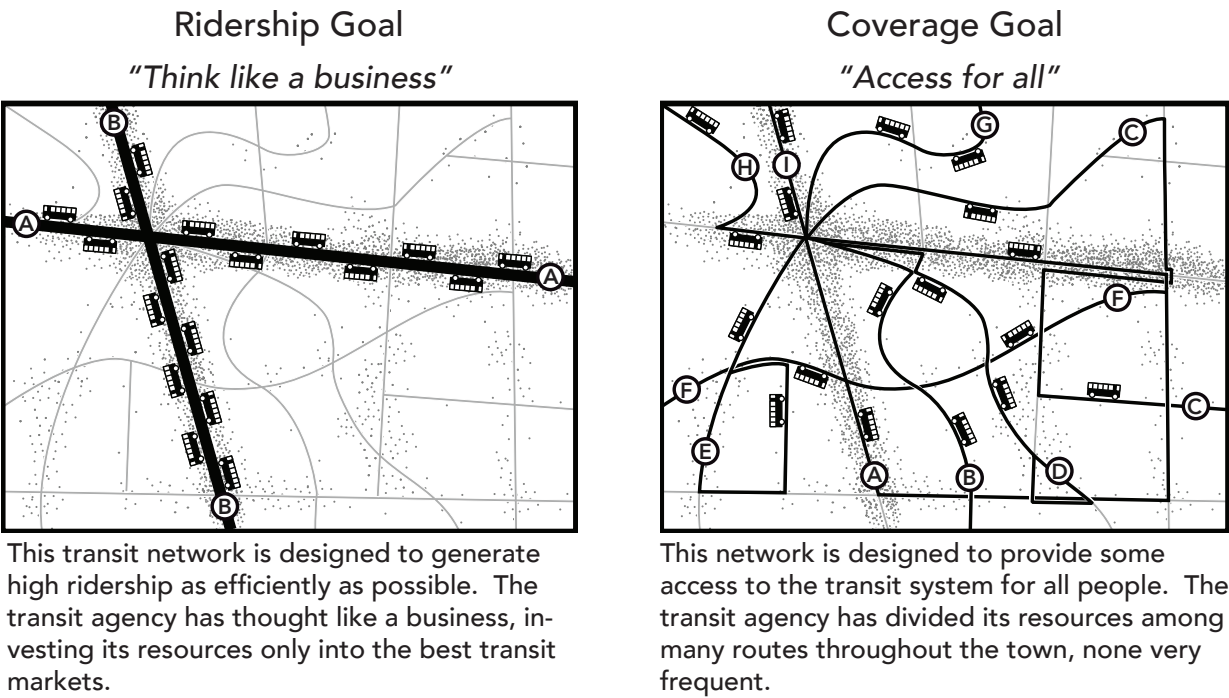 Ridership Goal
“Think like a business”
B
A
A
B
This transit network is designed to generate
high ridership as efficiently as possible.  The
transit agency has thought like a business, in-
vesting its resources only into the best transit
markets.
Coverage Goal
“Access for all”
G
C
H
I
F
F
C
E
A
B
D
This network is designed to provide some
access to the transit system for all people.  The
transit agency has divided its resources among
many routes throughout the town, none very
frequent.